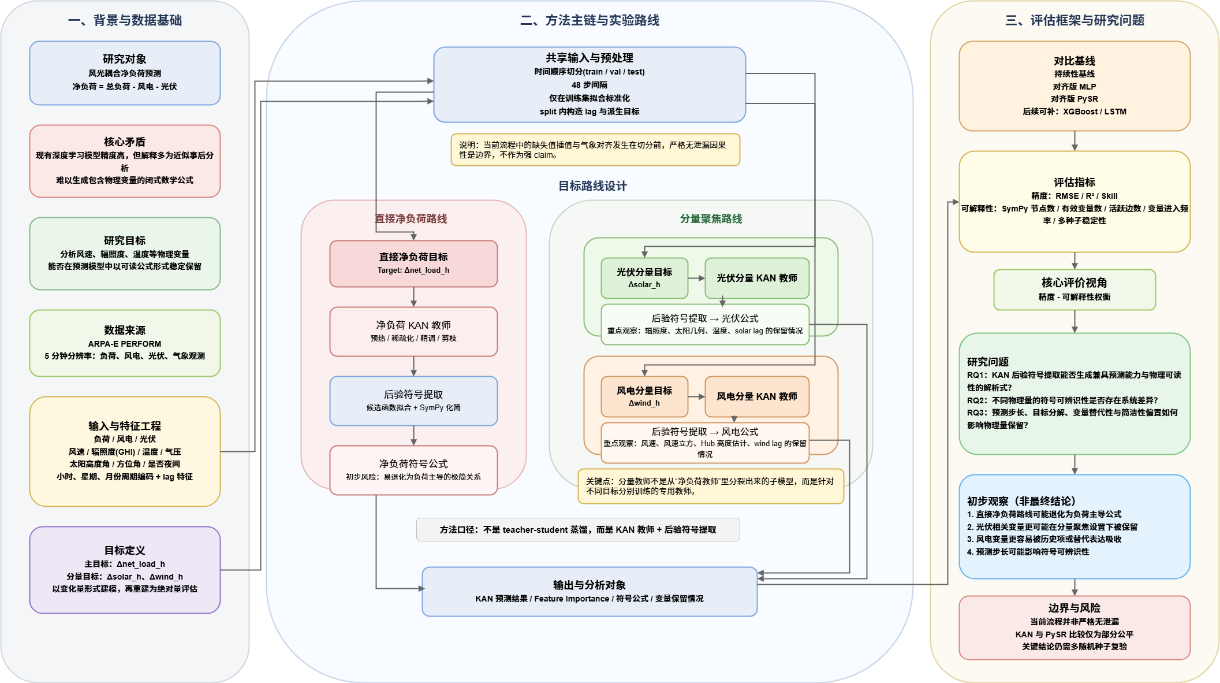 一、背景与数据基础
研究对象
风光耦合净负荷预测
净负荷 = 总负荷 - 风电 - 光伏
核心矛盾
现有深度学习模型精度高，但解释多为近似事后分
析
难以生成包含物理变量的闭式数学公式
研究目标
分析风速、辐照度、温度等物理变量
能否在预测模型中以可读公式形式稳定保留
数据来源
ARPA-E PERFORM
5 分钟分辨率：负荷、风电、光伏、气象观测
输入与特征工程
负荷 / 风电 / 光伏
风速 / 辐照度(GHI) / 温度 / 气压
太阳高度角 / 方位角 / 是否夜间
小时、星期、月份周期编码 + lag 特征
目标定义
主目标：Δnet_load_h
分量目标：Δsolar_h、Δwind_h
以变化量形式建模，再重建为绝对量评估
二、方法主链与实验路线
共享输入与预处理
时间顺序切分(train / val / test)
48 步间隔
仅在训练集拟合标准化
split 内构造 lag 与派生目标
说明：当前流程中的缺失值插值与气象对齐发生在切分前，严格无泄漏因果
性是边界，不作为强 claim。
目标路线设计
直接净负荷路线
直接净负荷目标
Target: Δnet_load_h
净负荷 KAN 教师
预热 / 稀疏化 / 精调 / 剪枝
后验符号提取
候选函数拟合 + SymPy 化简
净负荷符号公式
初步风险：易退化为负荷主导的极简关系
分量聚焦路线
光伏分量目标
Δsolar_h
光伏分量 KAN 教师
后验符号提取 → 光伏公式
重点观察：辐照度、太阳几何、温度、solar lag 的保留情况
风电分量目标
Δwind_h
风电分量 KAN 教师
后验符号提取 → 风电公式
重点观察：风速、风速立方、Hub 高度估计、wind lag 的保留
情况
关键点：分量教师不是从“净负荷教师”里分裂出来的子模型，而是针对
不同目标分别训练的专用教师。
方法口径：不是 teacher-student 蒸馏，而是 KAN 教师 + 后验符号提取
输出与分析对象
KAN 预测结果 / Feature Importance / 符号公式 / 变量保留情况
三、评估框架与研究问题
对比基线
持续性基线
对齐版 MLP
对齐版 PySR
后续可补：XGBoost / LSTM
评估指标
精度：RMSE / R² / Skill
可解释性：SymPy 节点数 / 有效变量数 / 活跃边数 / 变量进入频
率 / 多种子稳定性
核心评价视角
精度 - 可解释性权衡
研究问题
RQ1：KAN 后验符号提取能否生成兼具预测能力与物理可读
性的解析式？
RQ2：不同物理量的符号可辨识性是否存在系统差异？
RQ3：预测步长、目标分解、变量替代性与简洁性偏置如何
影响物理量保留？
初步观察（非最终结论）
1. 直接净负荷路线可能退化为负荷主导公式
2. 光伏相关变量更可能在分量聚焦设置下被保留
3. 风电变量更容易被历史项或替代表达吸收
4. 预测步长可能影响符号可辨识性
边界与风险
当前流程并非严格无泄漏
KAN 与 PySR 比较仅为部分公平
关键结论仍需多随机种子复验